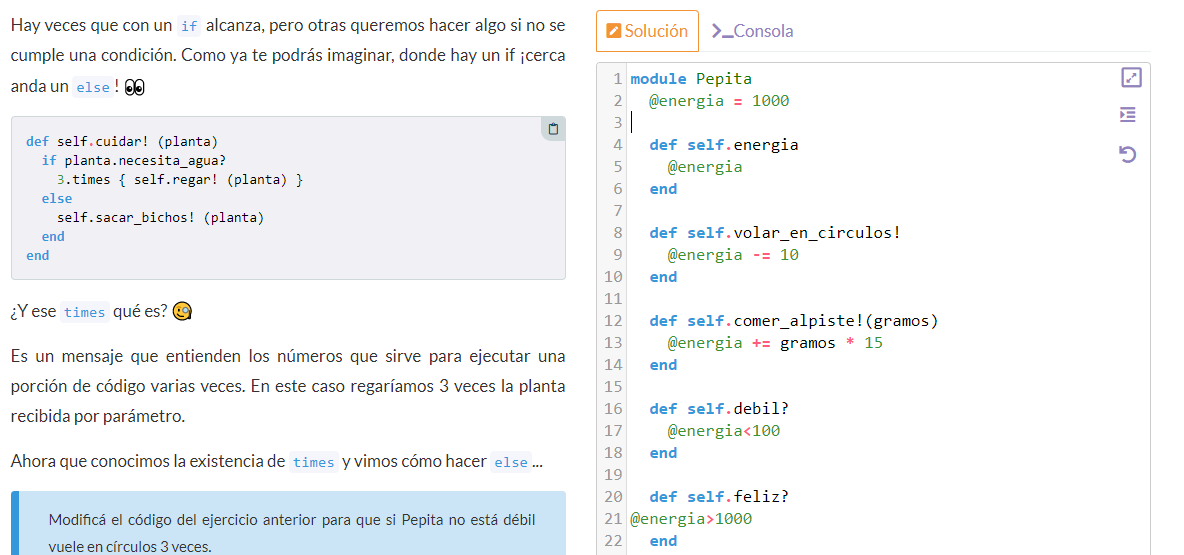 Hay veces que con un if alcanza, pero otras queremos hacer algo si no se
cumple una condición. Como ya te podrás imaginar, donde hay un if ¡cerca
anda un else! 👀
def self.cuidar! (planta)
  if planta.necesita_agua?
    3.times { self.regar! (planta) }
  else
    self.sacar_bichos! (planta)
  end
end
¿Y ese times qué es? 🧐
Es un mensaje que entienden los números que sirve para ejecutar una
porción de código varias veces. En este caso regaríamos 3 veces la planta
recibida por parámetro.
Ahora que conocimos la existencia de times y vimos cómo hacer else...
Modificá el código del ejercicio anterior para que si Pepita no está débil
vuele en círculos 3 veces.
Solución
Consola
1 module Pepita
2   @energia = 1000
3
4   def self.energia
5     @energia
6   end
7
8   def self.volar_en_circulos!
9     @energia -= 10
10   end
11
12   def self.comer_alpiste!(gramos)
13     @energia += gramos * 15
14   end
15
16   def self.debil?
17     @energia<100
18   end
19
20   def self.feliz?
21 @energia>1000
22   end